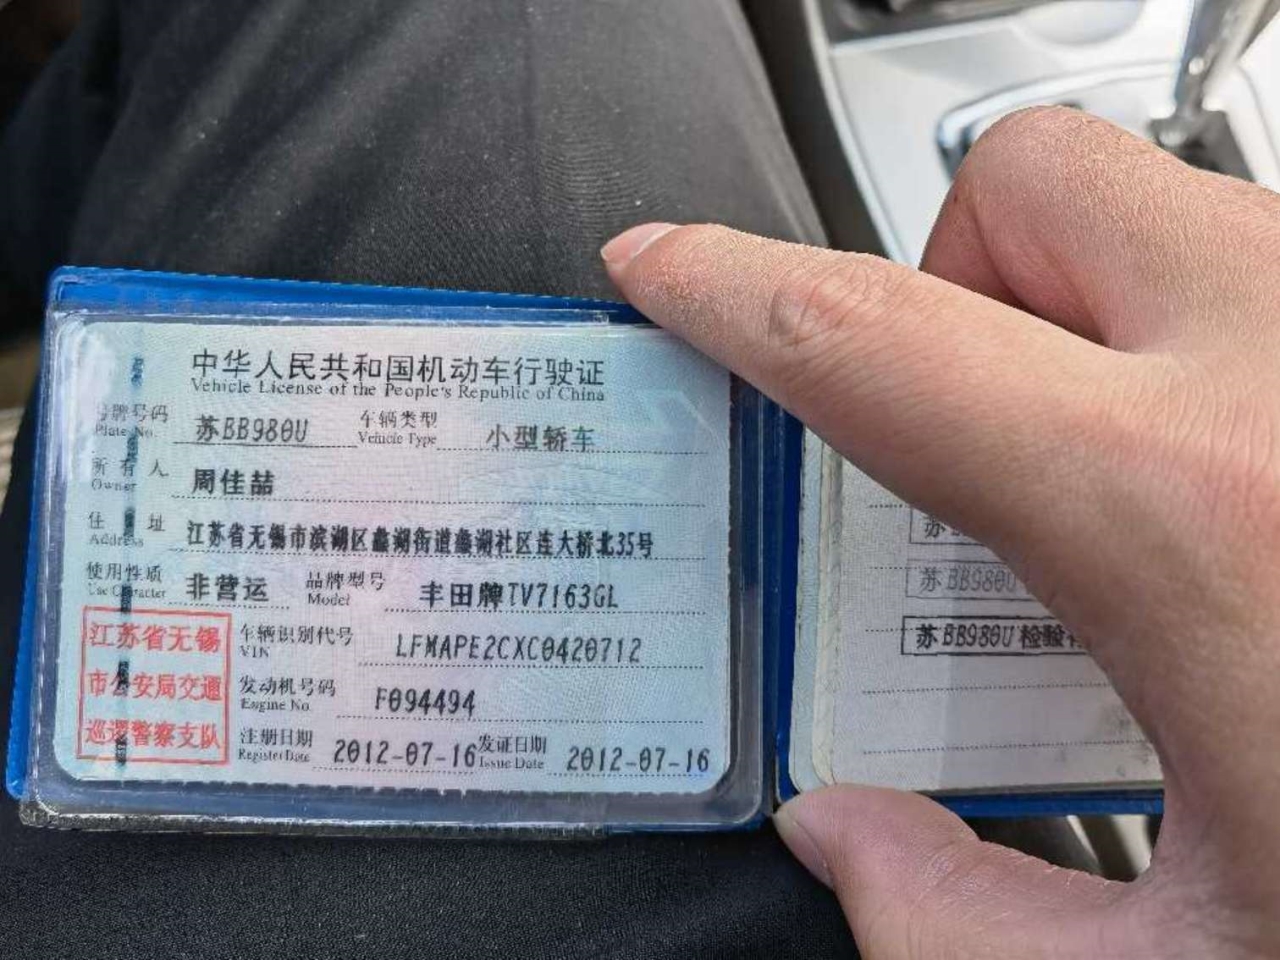 中华人民共和国机动车行驶证
Vehicle License of the People's Republic of China
号牌号码 苏BB980U 车辆类型 小型轿车
Plate No. Vehicle Type
所有人 周佳喆
Owner
住址 江苏省无锡市滨湖区蠡湖街道蠡湖社区连大桥北35号
Address
使用性质 非营运 品牌型号 丰田牌TV7163GL
Use Character Model
江苏省无锡 车辆识别代号 LFMAPE2CXC0420712
VIN
市公安局交通 发动机号码 F094494
Engine No.
巡逻警察支队 注册日期 2012-07-16 发证日期 2012-07-16
Register Date Issue Date
苏
苏BB980U
苏BB980U检验